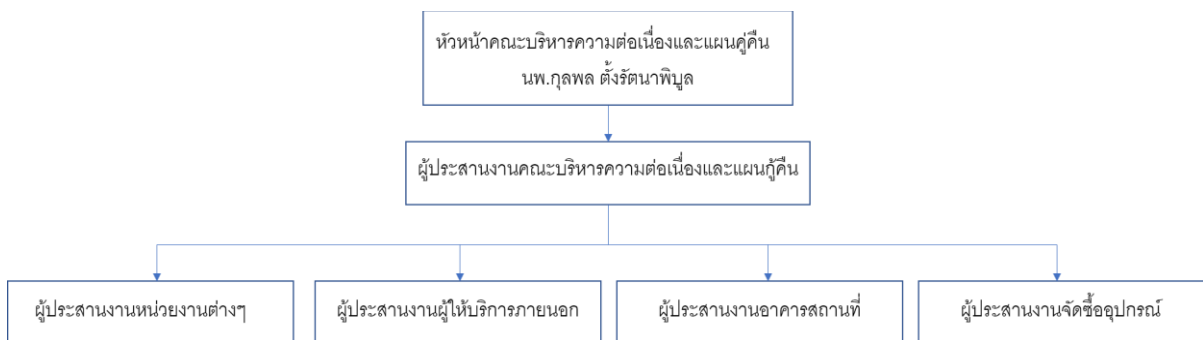 หัวหน้าคณะบริหารความต่อเนื่องและแผนคู่คืน
นพ.กุลพล ตั้งรัตนาพิบูล
ผู้ประสานงานคณะบริหารความต่อเนื่องและแผนกู้คืน
ผู้ประสานงานหน่วยงานต่างๆ
ผู้ประสานงานผู้ให้บริการภายนอก
ผู้ประสานงานอาคารสถานที่
ผู้ประสานงานจัดซื้ออุปกรณ์